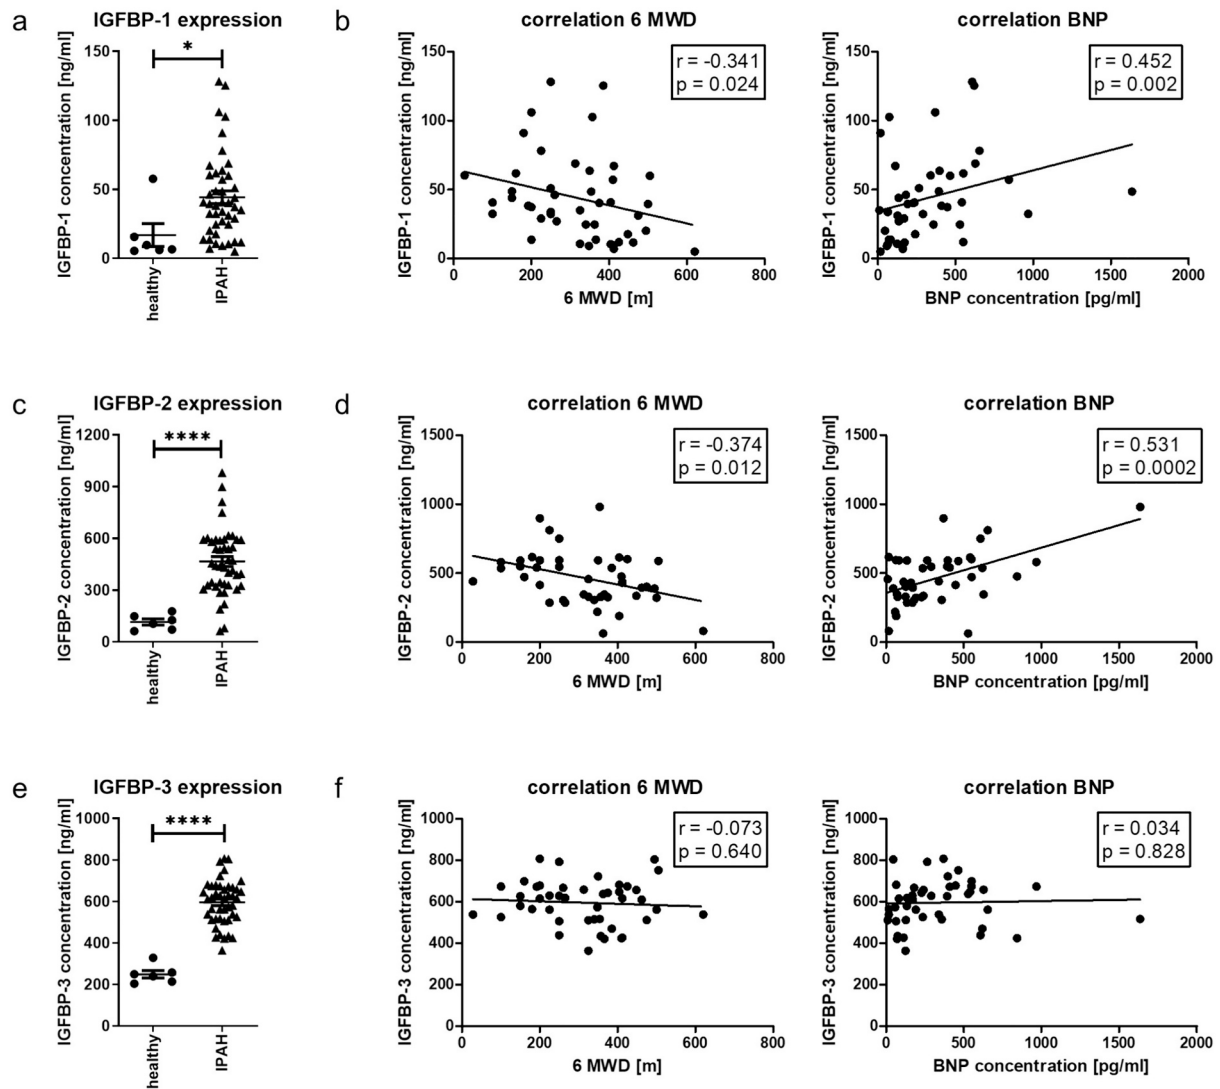 a
IGFBP-1 expression
IGFBP-1 concentration [ng/ml]
150
100
50
0
*
healthy
IPAH
b
correlation 6 MWD
IGFBP-1 concentration [ng/ml]
150
100
50
0
r = -0.341
p = 0.024
0 200 400 600 800
6 MWD [m]
correlation BNP
IGFBP-1 concentration [ng/ml]
150
100
50
0
r = 0.452
p = 0.002
0 500 1000 1500 2000
BNP concentration [pg/ml]
c
IGFBP-2 expression
IGFBP-2 concentration [ng/ml]
1200
900
600
300
0
****
healthy
IPAH
d
correlation 6 MWD
IGFBP-2 concentration [ng/ml]
1500
1000
500
0
r = -0.374
p = 0.012
0 200 400 600 800
6 MWD [m]
correlation BNP
IGFBP-2 concentration [ng/ml]
1500
1000
500
0
r = 0.531
p = 0.0002
0 500 1000 1500 2000
BNP concentration [pg/ml]
e
IGFBP-3 expression
IGFBP-3 concentration [ng/ml]
1000
800
600
400
200
0
****
healthy
IPAH
f
correlation 6 MWD
IGFBP-3 concentration [ng/ml]
1000
800
600
400
200
0
r = -0.073
p = 0.640
0 200 400 600 800
6 MWD [m]
correlation BNP
IGFBP-3 concentration [ng/ml]
1000
800
600
400
200
0
r = 0.034
p = 0.828
0 500 1000 1500 2000
BNP concentration [pg/ml]